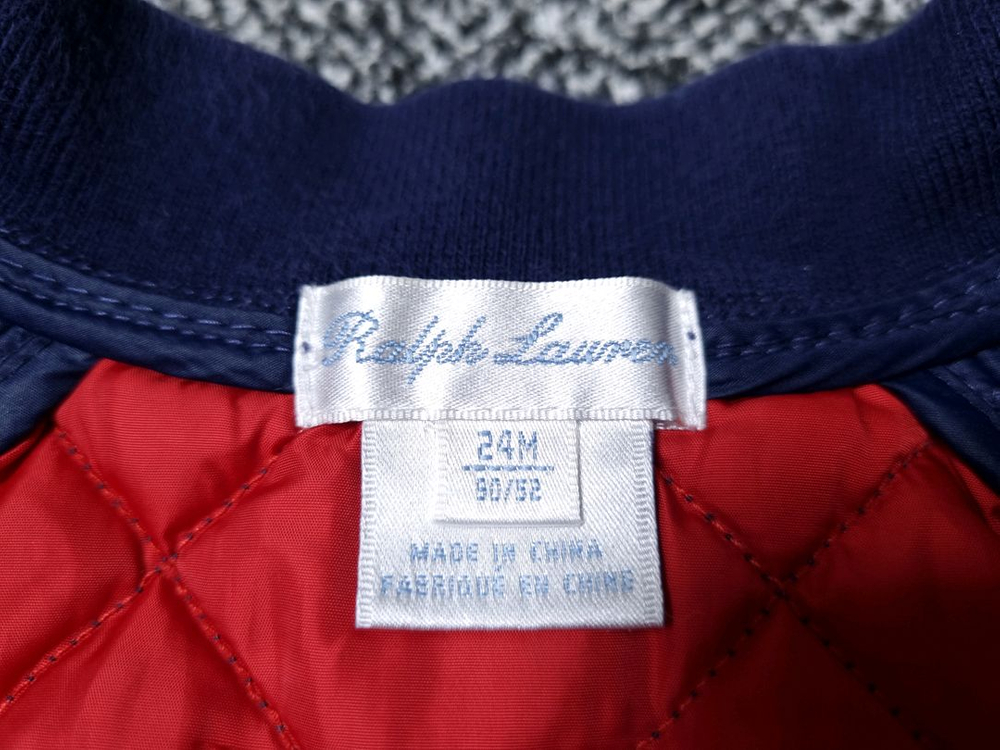 Ralph Lauren
24M
90/52
MADE IN CHINA
FABRIQUÉ EN CHINE